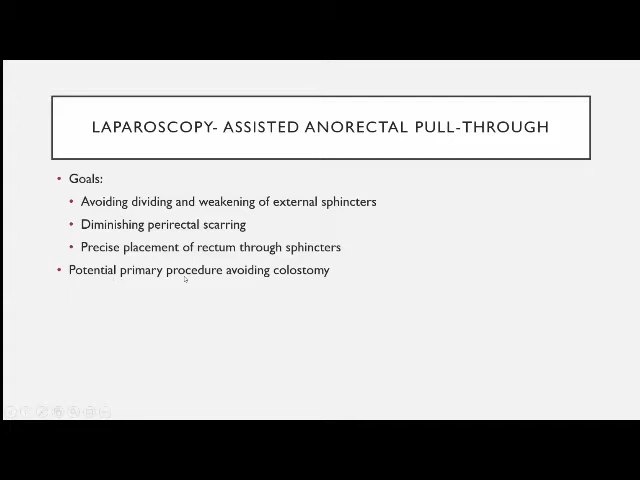 LAPAROSCOPY- ASSISTED ANORECTAL PULL-THROUGH
• Goals:
• Avoiding dividing and weakening of external sphincters
• Diminishing perirectal scarring
• Precise placement of rectum through sphincters
• Potential primary procedure avoiding colostomy